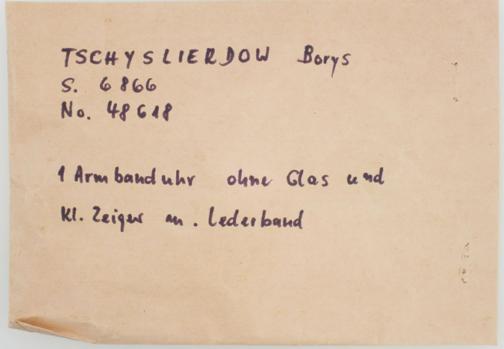 TSCHYSLIERDOW Borys
S. 6866
No. 48618
1 Armbanduhr ohne Glas und
kl. Zeiger m. Lederband